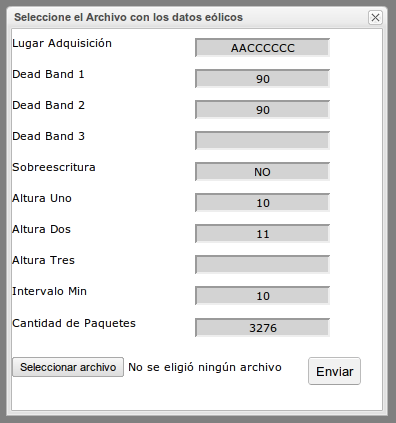 Seleccione el Archivo con los datos eólicos
Lugar Adquisición AACCCCCC
Dead Band 1 90
Dead Band 2 90
Dead Band 3
Sobreescritura NO
Altura Uno 10
Altura Dos 11
Altura Tres
Intervalo Min 10
Cantidad de Paquetes 3276
Seleccionar archivo No se eligió ningún archivo Enviar